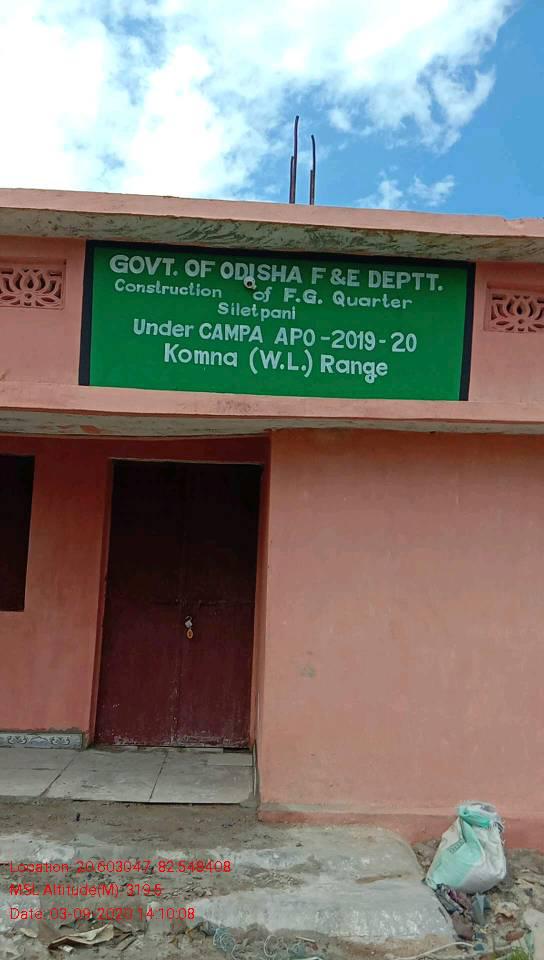 GOVT. OF ODISHA F & E DEPTT.
Construction of F.G. Quarter
Siletpani
Under CAMPA APO - 2019 - 20
Komna (W.L.) Range
Location: 20.603047, 82.548408
MSL Altitude(M): 319.5
Date: 03-09-2020 14:10:08